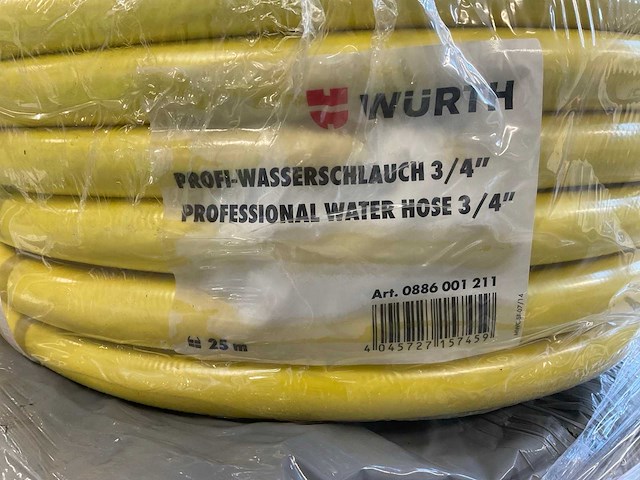 WÜRTH
PROFI-WASSERSCHLAUCH 3/4"
PROFESSIONAL WATER HOSE 3/4"
Art. 0886 001 211
25 m
4 045727 157459